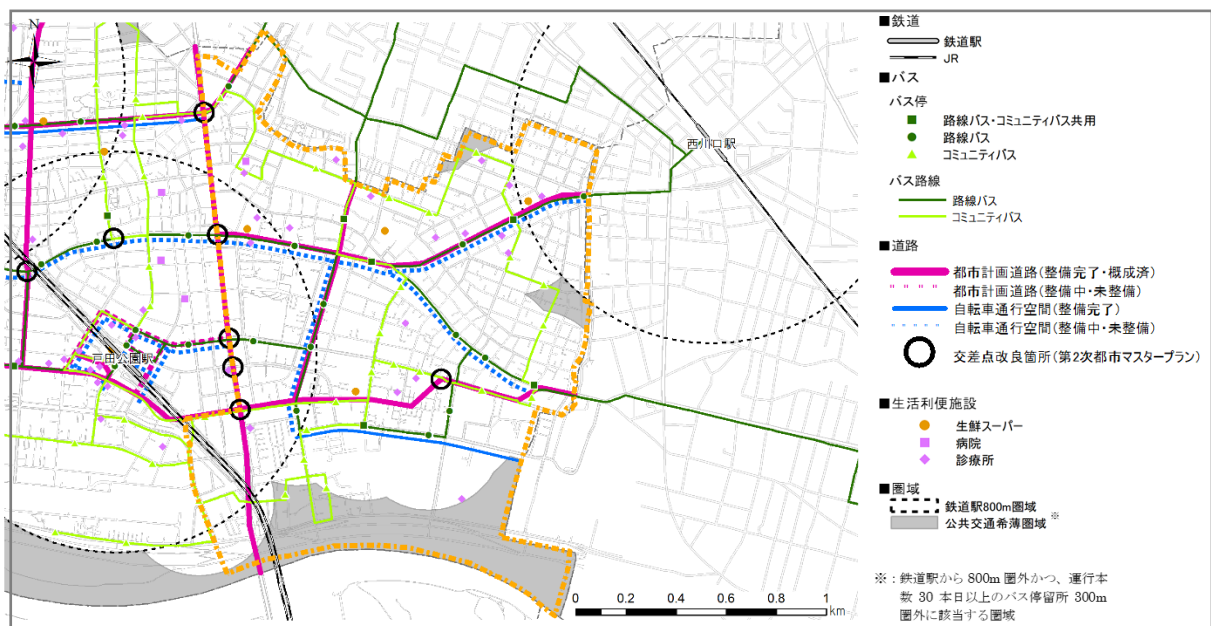 N
西川口駅
戸田公園駅
0 0.2 0.4 0.6 0.8 1
km
■鉄道
鉄道駅
JR
■バス
バス停
路線バス・コミュニティバス共用
路線バス
コミュニティバス
バス路線
路線バス
コミュニティバス
■道路
都市計画道路(整備完了・概成済)
都市計画道路(整備中・未整備)
自転車通行空間(整備完了)
自転車通行空間(整備中・未整備)
交差点改良箇所(第2次都市マスタープラン)
■生活利便施設
生鮮スーパー
病院
診療所
■圏域
鉄道駅800m圏域
公共交通希薄圏域※
※:鉄道駅から 800m 圏外かつ、運行本
数 30 本日以上のバス停留所 300m
圏外に該当する圏域